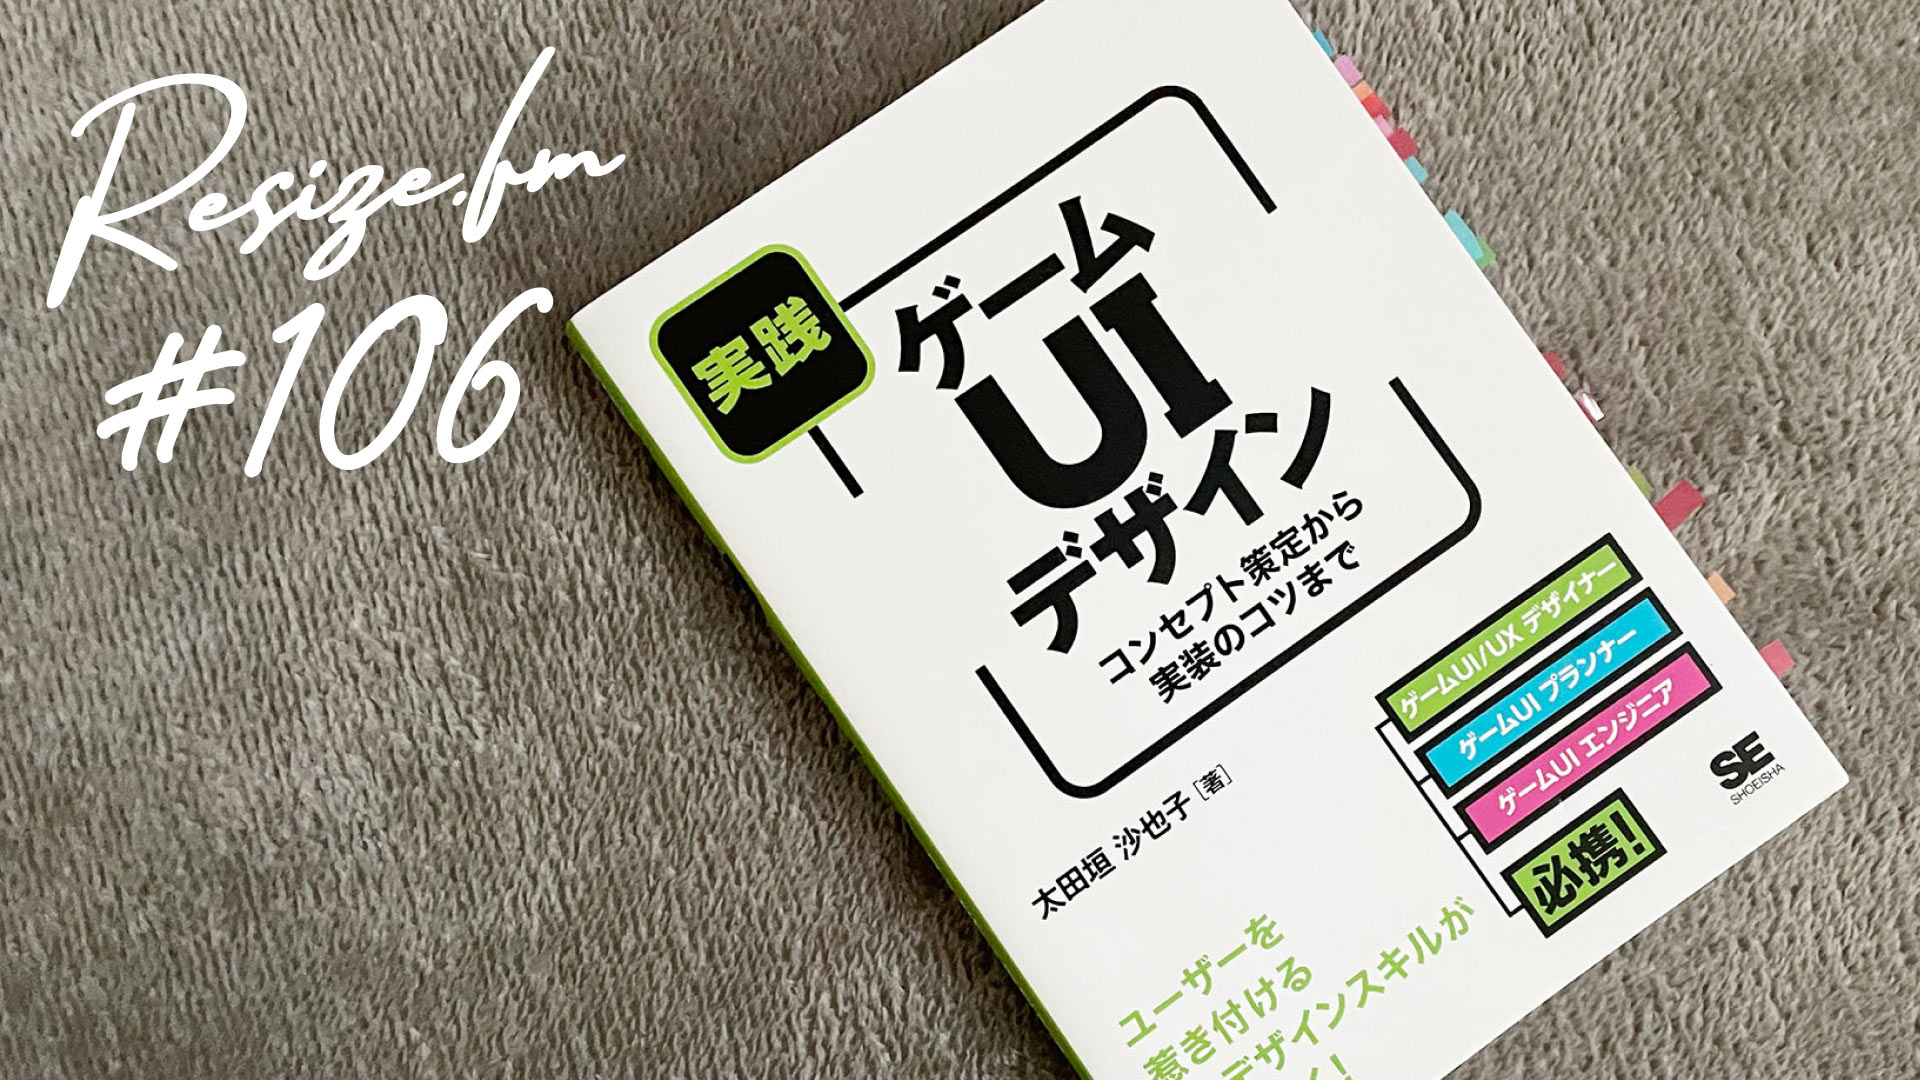 Resize.fm
#106
実践
ゲーム
UI
デザイン
コンセプト策定から
実装のコツまで
ゲームUI/UX デザイナー
ゲームUI プランナー
ゲームUI エンジニア
必携!
SE
SHOEISHA
太田垣 沙也子 [著]
ユーザーを
惹き付ける
デザインスキルが